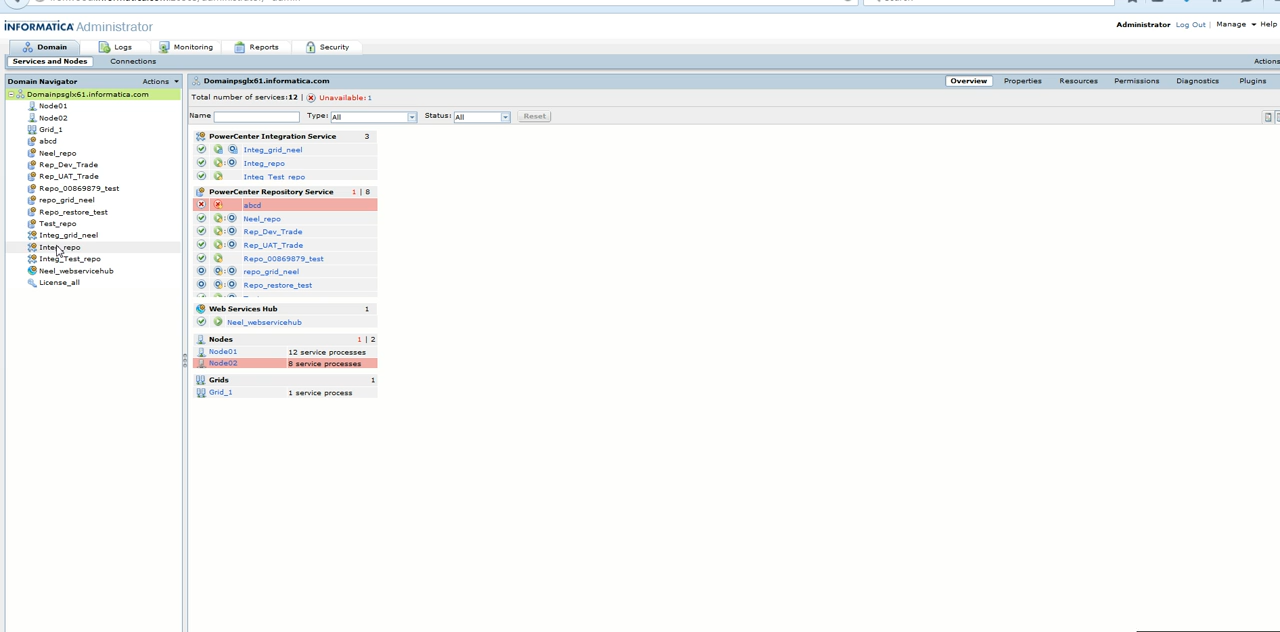 Administrator Log Out | Manage Help
INFORMATICA Administrator
Domain Logs Monitoring Reports Security
Services and Nodes Connections Actions
Domain Navigator Actions
Domainpsglx61.informatica.com
Node01
Node02
Grid_1
abcd
Neel_repo
Rep_Dev_Trade
Rep_UAT_Trade
Repo_00869879_test
repo_grid_neel
Repo_restore_test
Test_repo
Integ_grid_neel
Integ_repo
Integ_Test_repo
Neel_webservicehub
License_all
Domainpsglx61.informatica.com
Overview Properties Resources Permissions Diagnostics Plugins
Total number of services:12 | Unavailable:1
Name Type: All Status: All Reset
PowerCenter Integration Service 3
Integ_grid_neel
Integ_repo
Integ_Test_repo
PowerCenter Repository Service 1 | 8
abcd
Neel_repo
Rep_Dev_Trade
Rep_UAT_Trade
Repo_00869879_test
repo_grid_neel
Repo_restore_test
Web Services Hub 1
Neel_webservicehub
Nodes 1 | 2
Node01 12 service processes
Node02 8 service processes
Grids 1
Grid_1 1 service process